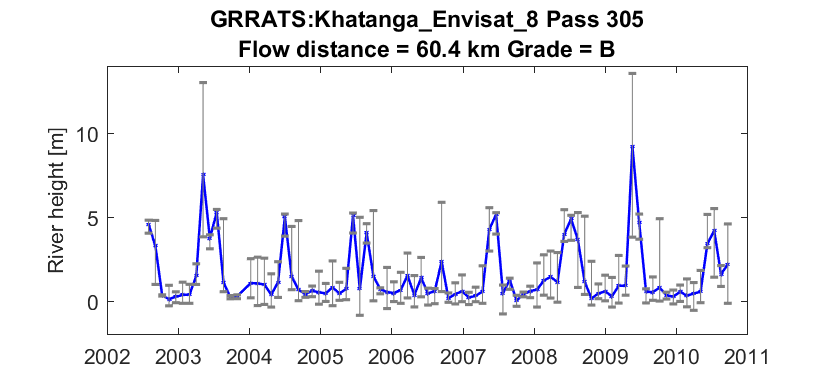 GRRATS:Khatanga_Envisat_8 Pass 305
Flow distance = 60.4 km Grade = B
River height [m]
10
5
0
2002 2003 2004 2005 2006 2007 2008 2009 2010 2011